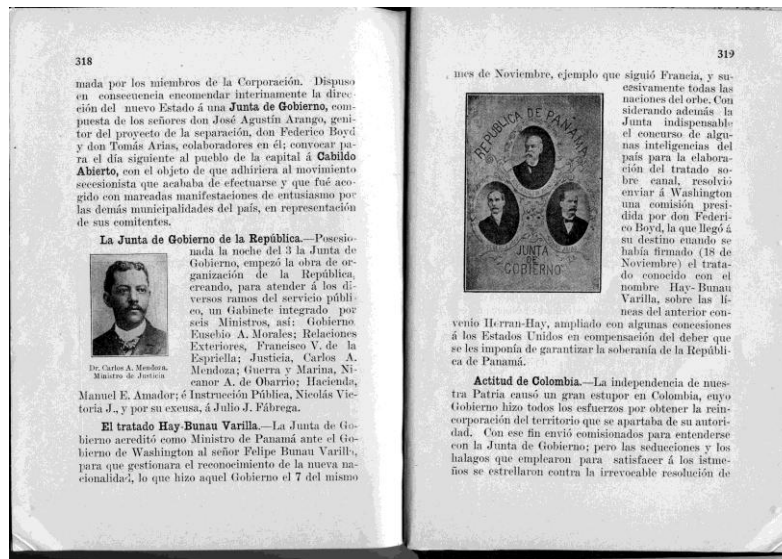 318
mada por los miembros de la Corporación. Dispuso
en consecuencia encomendar interinamente la direc-
ción del nuevo Estado á una Junta de Gobierno, com-
puesta de los señores don José Agustín Arango, geni-
tor del proyecto de la separación, don Federico Boyd
y don Tomás Arias, colaboradores en él; convocar pa-
ra el día siguiente al pueblo de la capital á Cabildo
Abierto, con el objeto de que adhiriera al movimiento
secesionista que acababa de efectuarse y que fué aco-
gido con marcadas manifestaciones de entusiasmo por
las demás municipalidades del país, en representación
de sus comitentes.
La Junta de Gobierno de la República.—Posesio-
nada la noche del 3 la Junta de
Gobierno, empezó la obra de or-
ganización de la República,
creando, para atender á los di-
versos ramos del servicio públi-
co, un Gabinete integrado por
seis Ministros, así: Gobierno
Eusebio A. Morales; Relaciones
Exteriores, Francisco V. de la
Espriella; Justicia, Carlos A.
Mendoza; Guerra y Marina, Ni-
canor A. de Obarrio; Hacienda,
Dr. Carlos A. Mendoza.
Ministro de Justicia
Manuel E. Amador; é Instrucción Pública, Nicolás Vic-
toria J., y por su excusa, á Julio J. Fábrega.
El tratado Hay-Bunau Varilla.—La Junta de Go-
bierno acreditó como Ministro de Panamá ante el Go-
bierno de Washington al señor Felipe Bunau Varilla,
para que gestionara el reconocimiento de la nueva na-
cionalidad, lo que hizo aquel Gobierno el 7 del mismo
319
mes de Noviembre, ejemplo que siguió Francia, y su-
cesivamente todas las
naciones del orbe. Con
siderando además la
Junta indispensable
el concurso de algu-
nas inteligencias del
país para la elabora-
ción del tratado so-
bre canal, resolvió
enviar á Washington
una comisión presi-
dida por don Federi-
co Boyd, la que llegó á
su destino cuando se
había firmado (18 de
Noviembre) el trata-
do conocido con el
nombre Hay-Bunau
Varilla, sobre las lí-
neas del anterior con-
REPUBLICA DE PANAMA
JUNTA
DE
GOBIERNO
venio Herran-Hay, ampliado con algunas concesiones
á los Estados Unidos en compensación del deber que
se les imponía de garantizar la soberanía de la Repúbli-
ca de Panamá.
Actitud de Colombia.—La independencia de nues-
tra Patria causó un gran estupor en Colombia, cuyo
Gobierno hizo todos los esfuerzos por obtener la rein-
corporación del territorio que se apartaba de su autori-
dad. Con ese fin envió comisionados para entenderse
con la Junta de Gobierno; pero las seducciones y los
halagos que emplearon para satisfacer á los istme-
ños se estrellaron contra la irrevocable resolución de